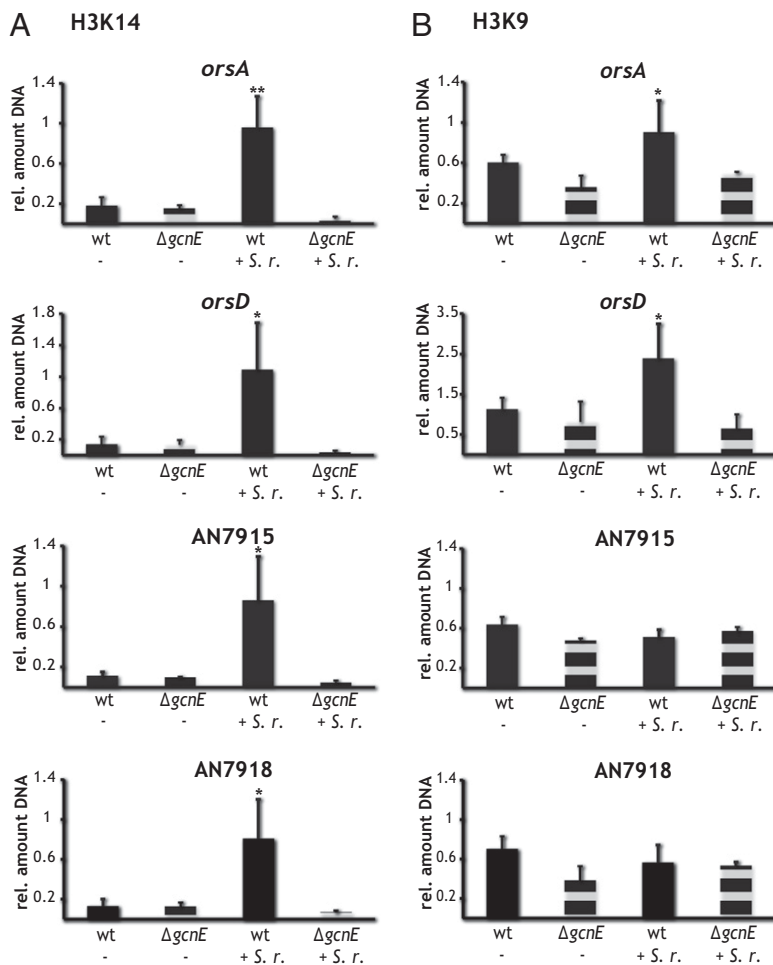 A H3K14
orsA
rel. amount DNA
1.4
1
0.6
0.2
**
wt ΔgcnE wt ΔgcnE
- - + S. r. + S. r.
orsD
rel. amount DNA
1.8
1.4
1
0.6
0.2
*
wt ΔgcnE wt ΔgcnE
- - + S. r. + S. r.
AN7915
rel. amount DNA
1.4
1
0.6
0.2
*
wt ΔgcnE wt ΔgcnE
- - + S. r. + S. r.
AN7918
rel. amount DNA
1.4
1
0.6
0.2
*
wt ΔgcnE wt ΔgcnE
- - + S. r. + S. r.
B H3K9
orsA
rel. amount DNA
1.4
1
0.6
0.2
*
wt ΔgcnE wt ΔgcnE
- - + S. r. + S. r.
orsD
rel. amount DNA
3.5
2.5
1.5
0.5
*
wt ΔgcnE wt ΔgcnE
- - + S. r. + S. r.
AN7915
rel. amount DNA
1.4
1
0.6
0.2
wt ΔgcnE wt ΔgcnE
- - + S. r. + S. r.
AN7918
rel. amount DNA
1.4
1
0.6
0.2
wt ΔgcnE wt ΔgcnE
- - + S. r. + S. r.